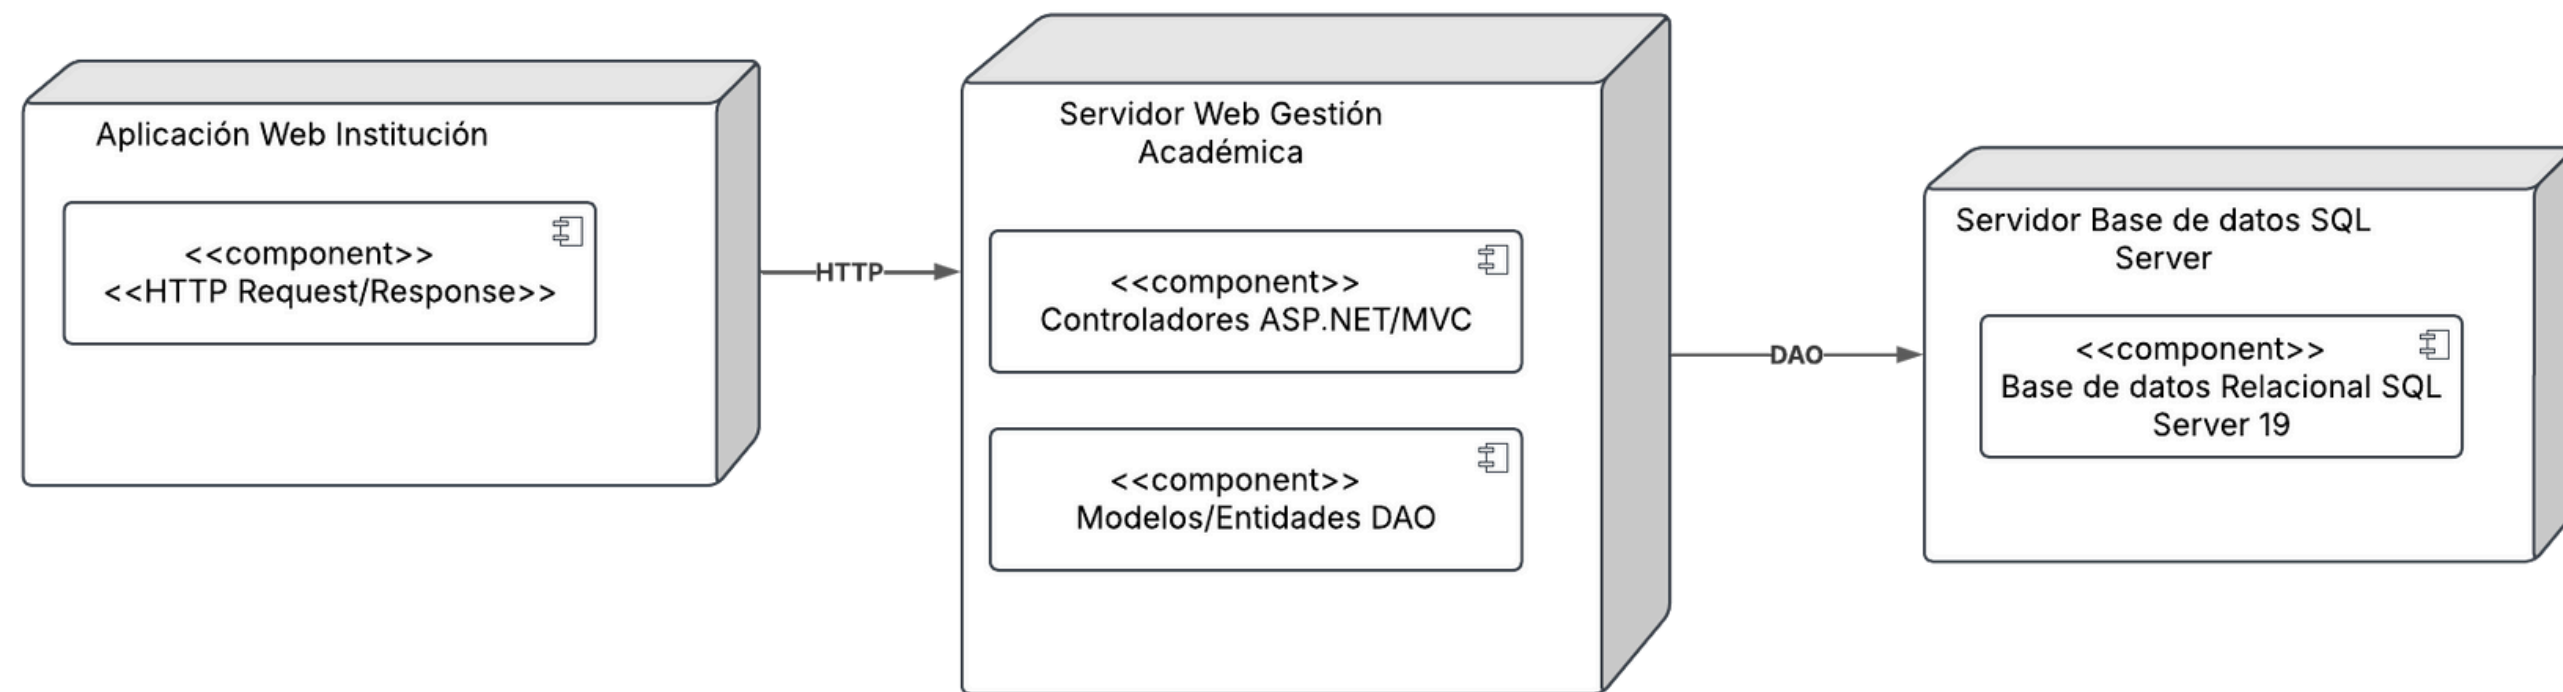 Aplicación Web Institución
<<component>>
<<HTTP Request/Response>>
HTTP
Servidor Web Gestión
Académica
<<component>>
Controladores ASP.NET/MVC
<<component>>
Modelos/Entidades DAO
DAO
Servidor Base de datos SQL
Server
<<component>>
Base de datos Relacional SQL
Server 19